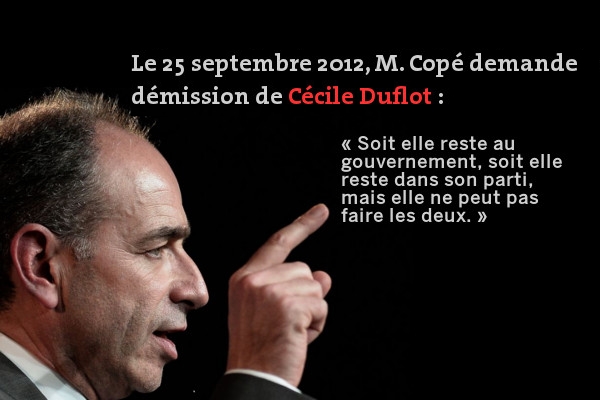 Le 25 septembre 2012, M. Copé demande
démission de Cécile Duflot :
« Soit elle reste au
gouvernement, soit elle
reste dans son parti,
mais elle ne peut pas
faire les deux. »